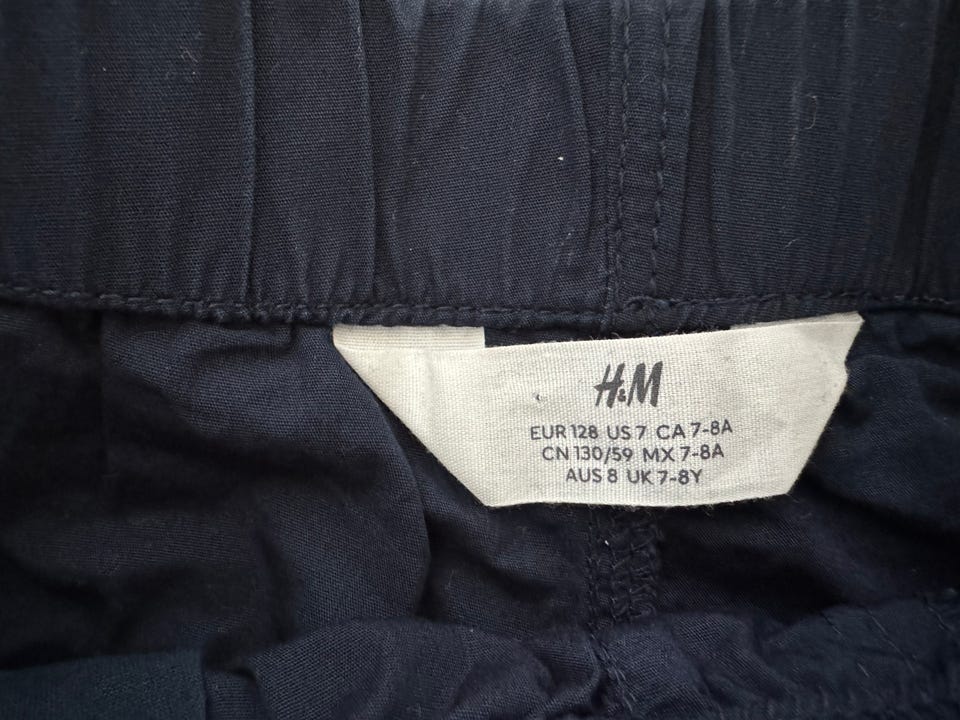 H&M
EUR 128 US 7 CA 7-8A
CN 130/59 MX 7-8A
AUS 8 UK 7-8Y